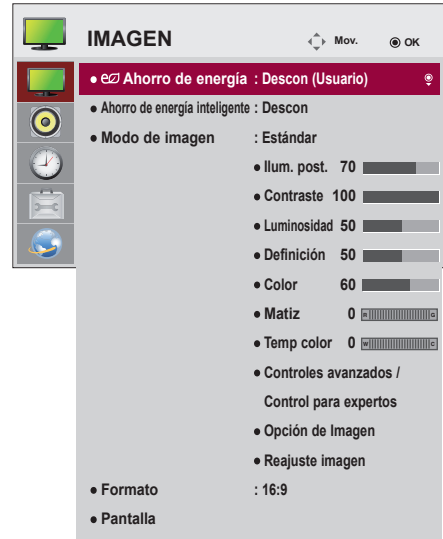 IMAGEN Mov. OK
• eco Ahorro de energía : Descon (Usuario)
• Ahorro de energía inteligente : Descon
• Modo de imagen : Estándar
• Ilum. post. 70
• Contraste 100
• Luminosidad 50
• Definición 50
• Color 60
• Matiz 0 R G
• Temp color 0 W C
• Controles avanzados /
Control para expertos
• Opción de Imagen
• Reajuste imagen
• Formato : 16:9
• Pantalla